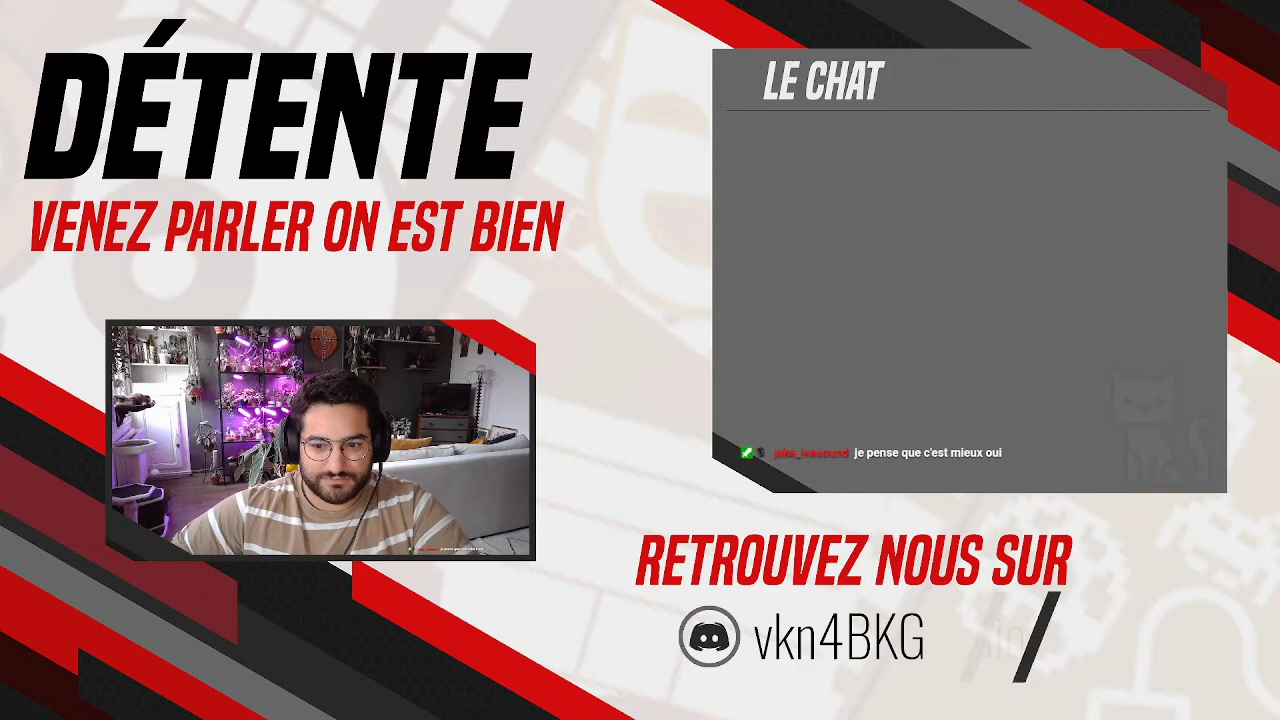 DÉTENTE
VENEZ PARLER ON EST BIEN
LE CHAT
je pense que c'est mieux oui
RETROUVEZ NOUS SUR
vkn4BKG